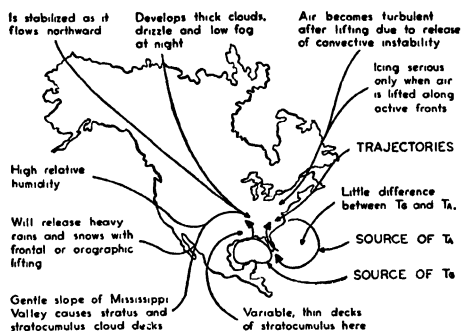 Is stabilized as it
flows northward
Develops thick clouds,
drizzle and low fog
at night
Air becomes turbulent
after lifting due to release
of convective instability
Icing serious
only when air
is lifted along
active fronts
TRAJECTORIES
High relative
humidity
Little difference
between TB and TA.
Will release heavy
rains and snows with
frontal or orographic
lifting
SOURCE OF TA
SOURCE OF TB
Gentle slope of Mississippi
Valley causes stratus and
stratocumulus cloud decks
Variable, thin decks
of stratocumulus here